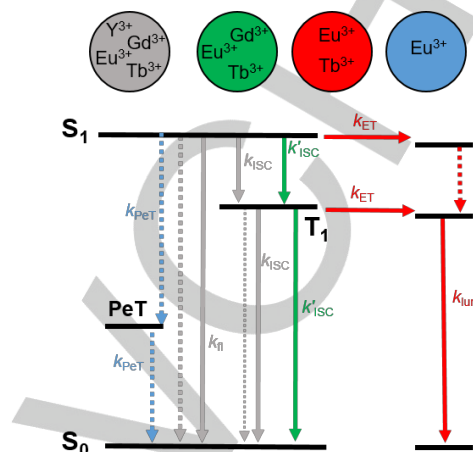 Y3+
Gd3+
Eu3+
Tb3+
Gd3+
Eu3+
Tb3+
Eu3+
Tb3+
Eu3+
S1
kET
kISC
k'ISC
kPeT
kET
T1
kISC
PeT
k'ISC
klum
kfl
kPeT
S0